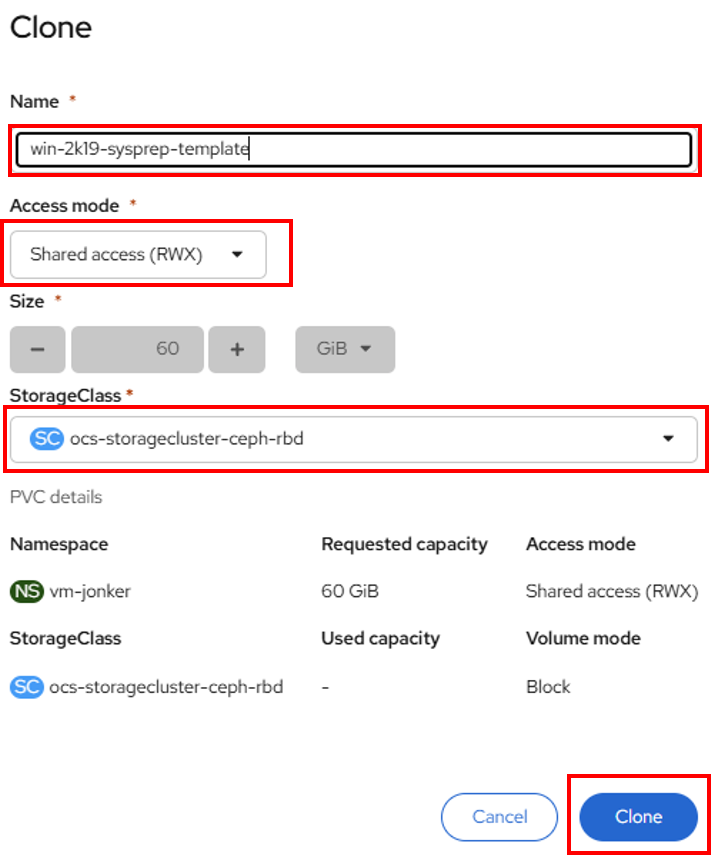 Clone
Name *
win-2k19-sysprep-template
Access mode *
Shared access (RWX)
Size *
− 60 + GiB
StorageClass *
SC ocs-storagecluster-ceph-rbd
PVC details
Namespace Requested capacity Access mode
NS vm-jonker 60 GiB Shared access (RWX)
StorageClass Used capacity Volume mode
SC ocs-storagecluster-ceph-rbd - Block
Cancel Clone